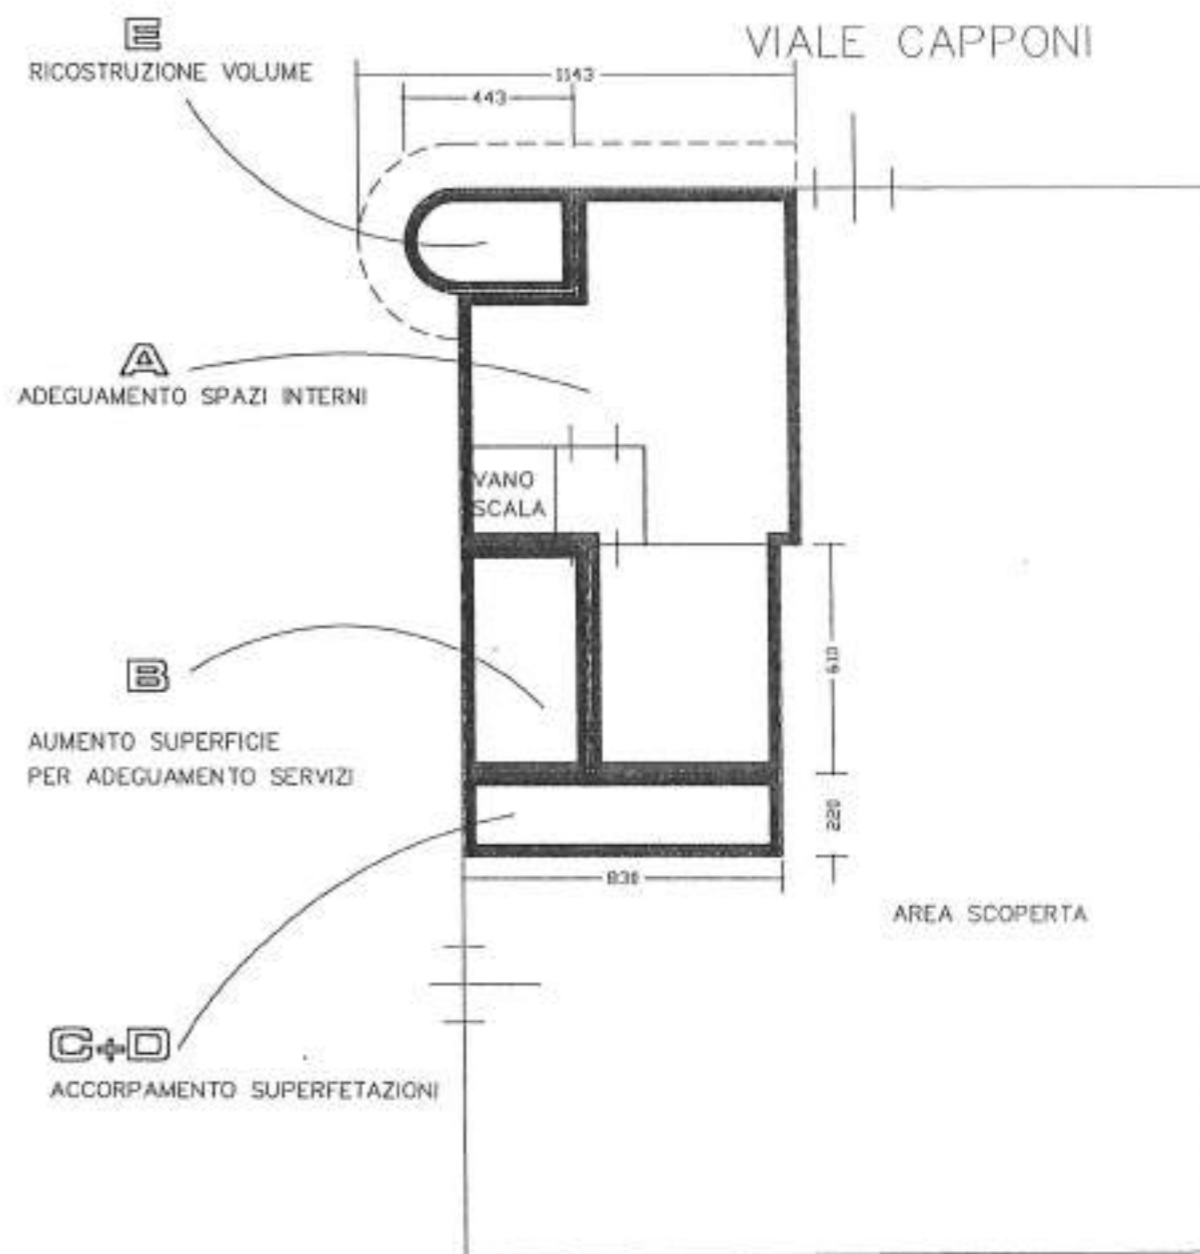 E
RICOSTRUZIONE VOLUME
VIALE CAPPONI
1143
443
A
ADEGUAMENTO SPAZI INTERNI
VANO
SCALA
B
AUMENTO SUPERFICIE
PER ADEGUAMENTO SERVIZI
610
220
830
AREA SCOPERTA
C+D
ACCORPAMENTO SUPERFETAZIONI